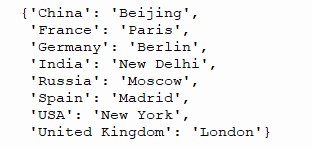 {'China': 'Beijing',
'France': 'Paris',
'Germany': 'Berlin',
'India': 'New Delhi',
'Russia': 'Moscow',
'Spain': 'Madrid',
'USA': 'New York',
'United Kingdom': 'London'}